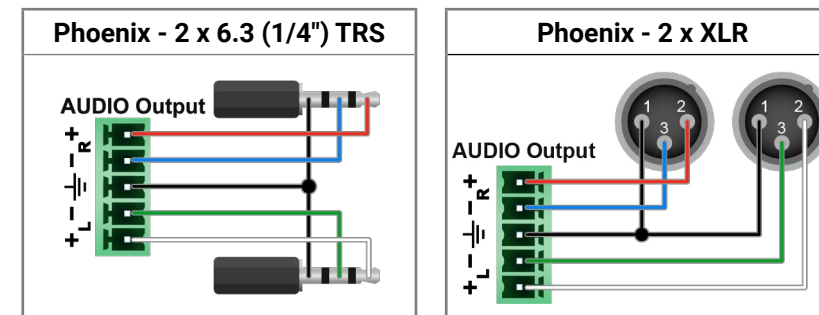 Phoenix - 2 x 6.3 (1/4") TRS
AUDIO Output
+
R
−
−
L
+
Phoenix - 2 x XLR
1 2
3
1 2
3
AUDIO Output
+
R
−
−
L
+